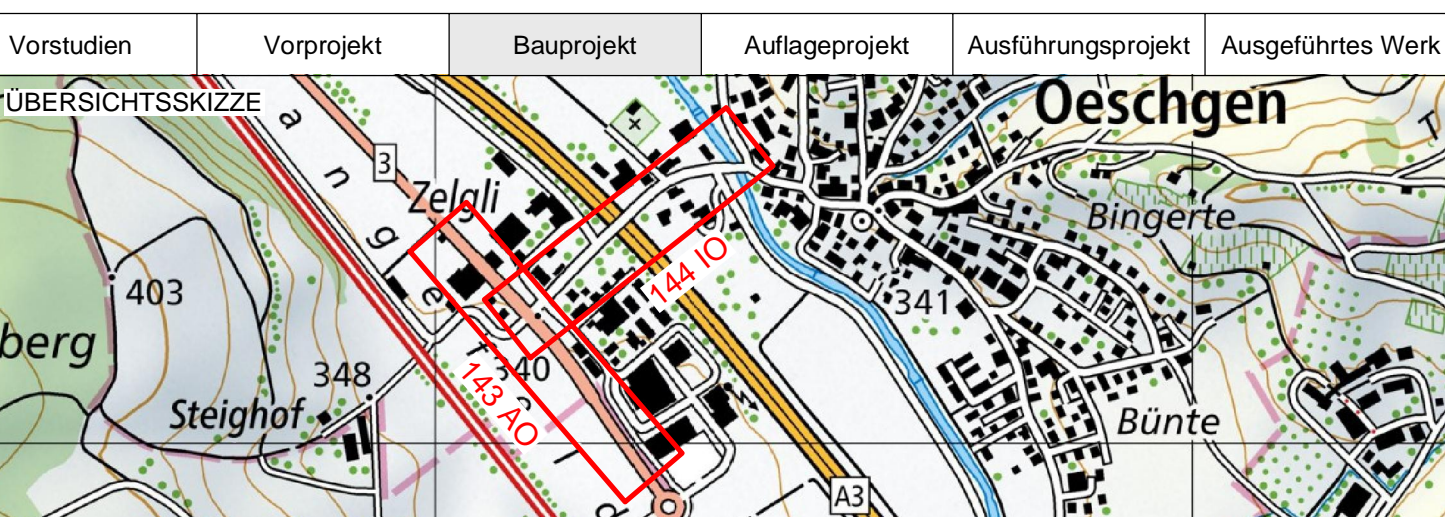 Vorstudien
Vorprojekt
Bauprojekt
Auflageprojekt
Ausführungsprojekt
Ausgeführtes Werk
ÜBERSICHTSSKIZZE
Oeschgen
3
Zelgli
Bingerte
403
berg
348
340
341
144 IO
143 AO
Steighof
Bünte
A3